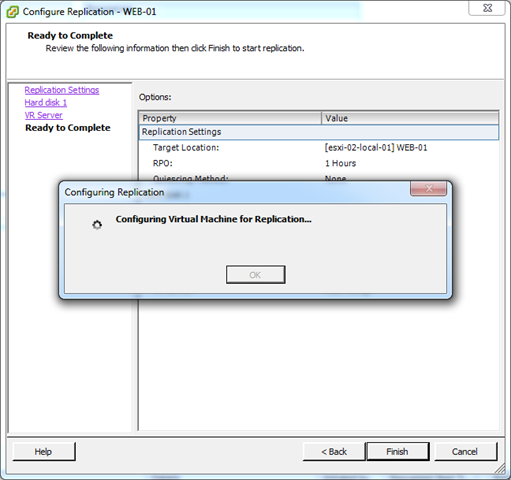 Configure Replication - WEB-01
Ready to Complete
Review the following information then click Finish to start replication.
Replication Settings
Hard disk 1
VR Server
Ready to Complete
Options:
Property Value
Replication Settings
Target Location: [esxi-02-local-01] WEB-01
RPO: 1 Hours
Quiescing Method: None
Configuring Replication
Configuring Virtual Machine for Replication...
OK
Help < Back Finish Cancel